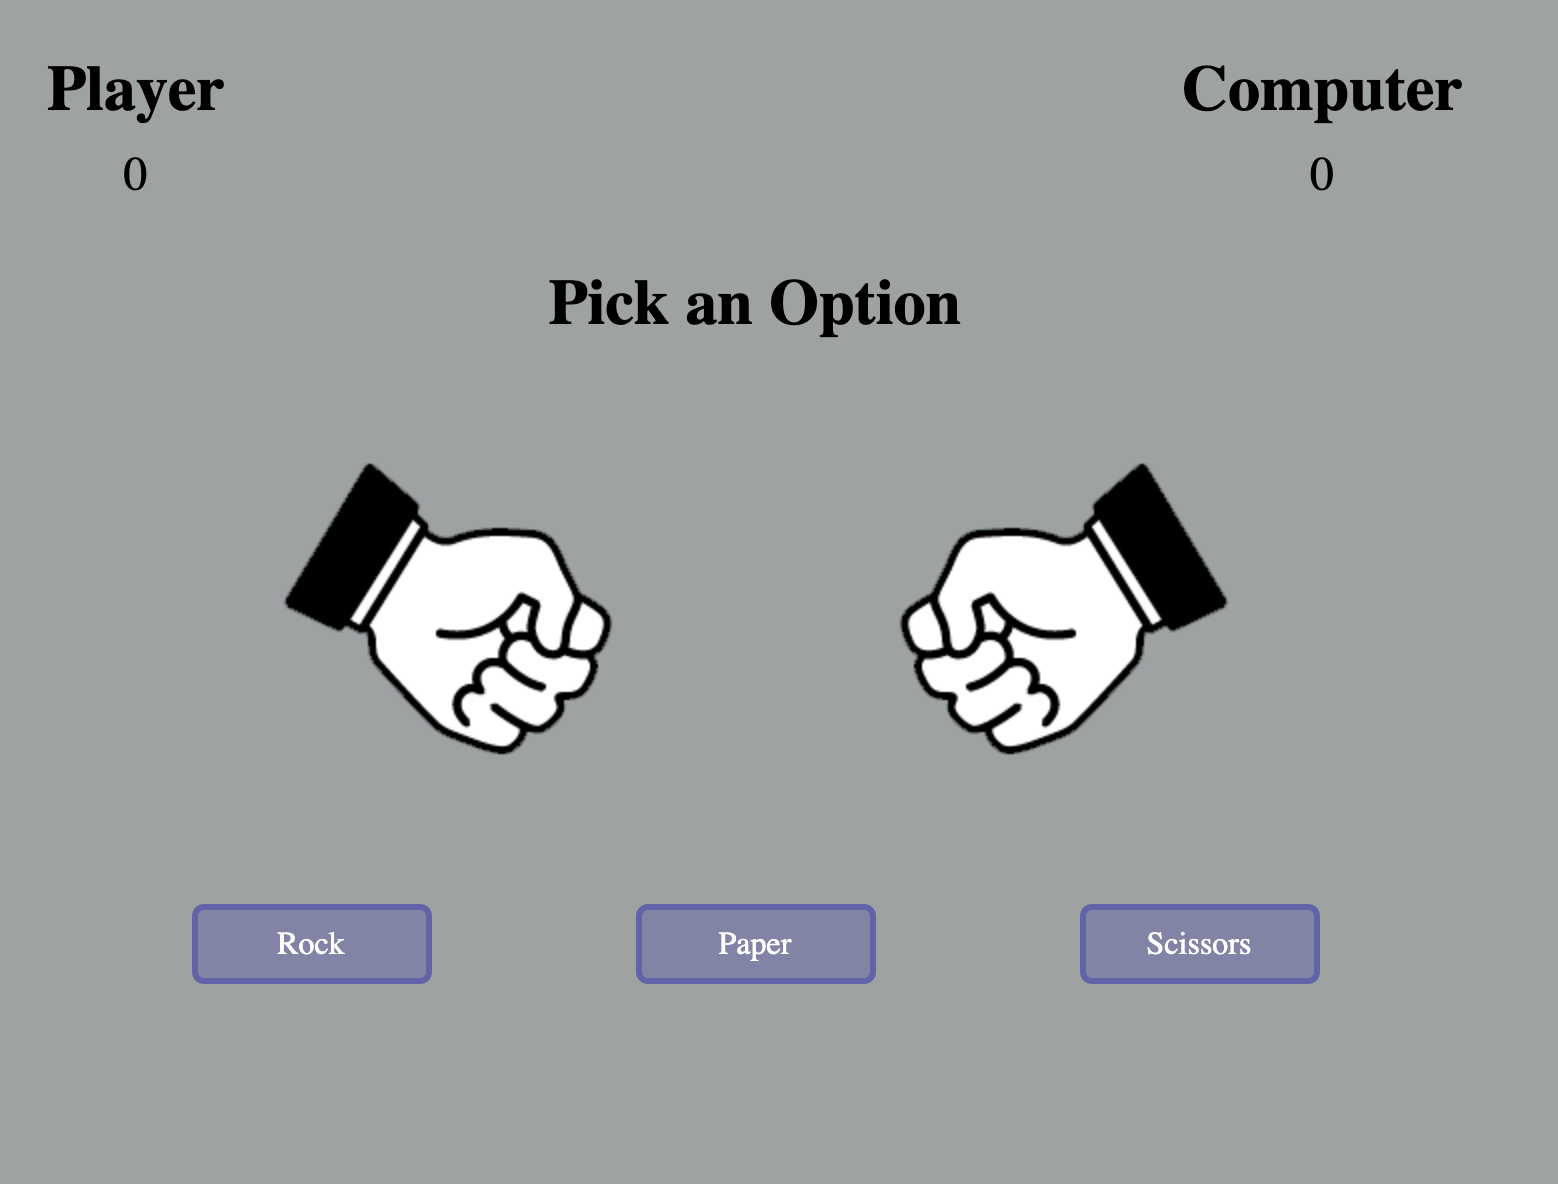 Player
Computer
0
0
Pick an Option
Rock
Paper
Scissors